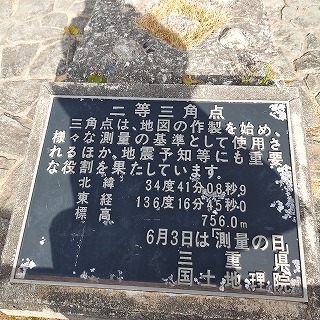 二等三角点
三角点は、地図の作製を始め、
様々な測量の基準として使用さ
れるほか、地震予知等にも重要
な役割を果たしています。
北緯 34度41分08秒9
東経 136度16分45秒0
標高 756.0m
6月3日は「測量の日」
三重県
国土地理院